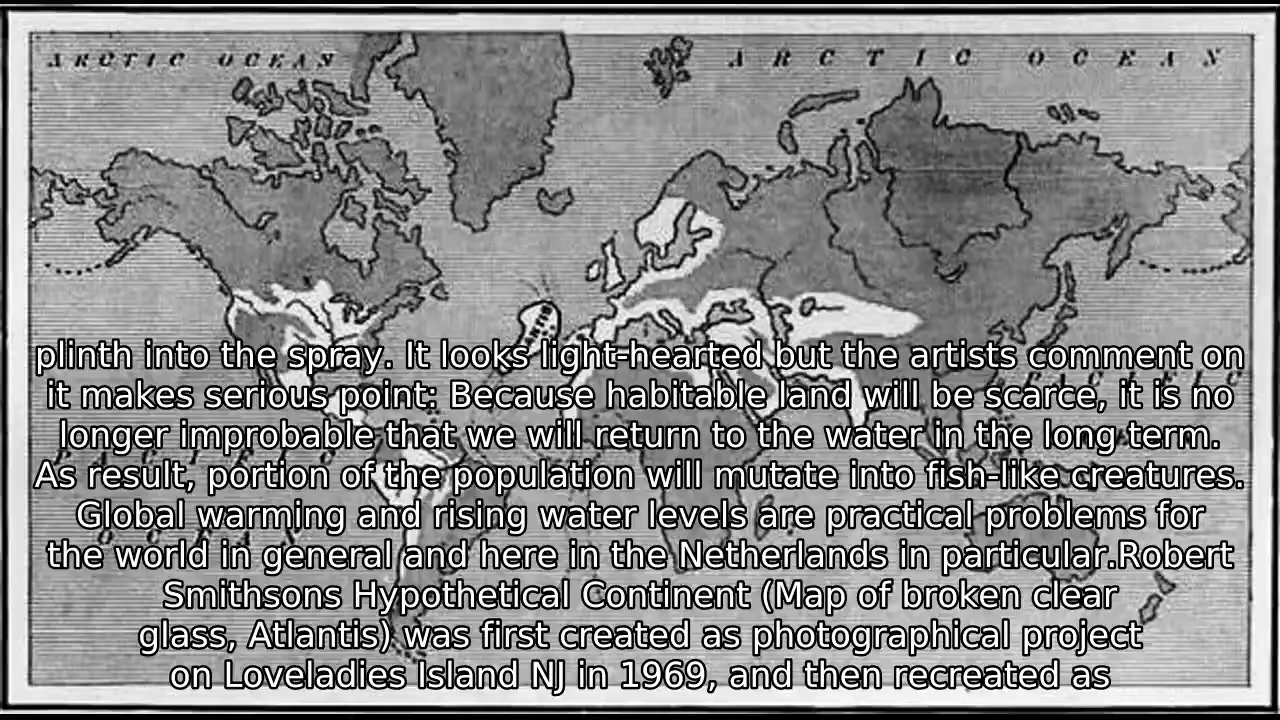 ARCTIC OCEAN
ARCTIC OCEAN
plinth into the spray. It looks light-hearted but the artists comment on
it makes serious point: Because habitable land will be scarce, it is no
longer improbable that we will return to the water in the long term.
As result, portion of the population will mutate into fish-like creatures.
Global warming and rising water levels are practical problems for
the world in general and here in the Netherlands in particular.Robert
Smithsons Hypothetical Continent (Map of broken clear
glass, Atlantis) was first created as photographical project
on Loveladies Island NJ in 1969, and then recreated as